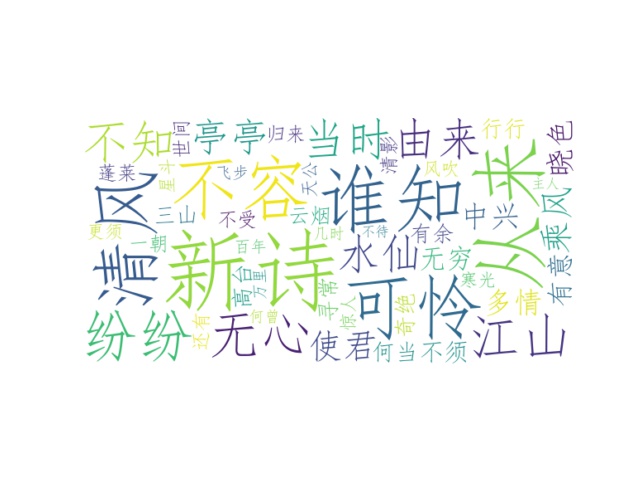 不知
世间
亭亭
归来
当时
清影
由来
行行
晓色
蓬莱
星斗
飞步
天公
风吹
主人
清风
不容
谁知
从来
三山
不受
云烟
中兴
乘风
更须
一朝
百年
几时
不待
有余
新诗
水仙
无穷
寒光
有意
高台
万里
寻常
可怜
多情
何曾
惊人
奇绝
纷纷
还有
无心
使君
何当
不须
江山